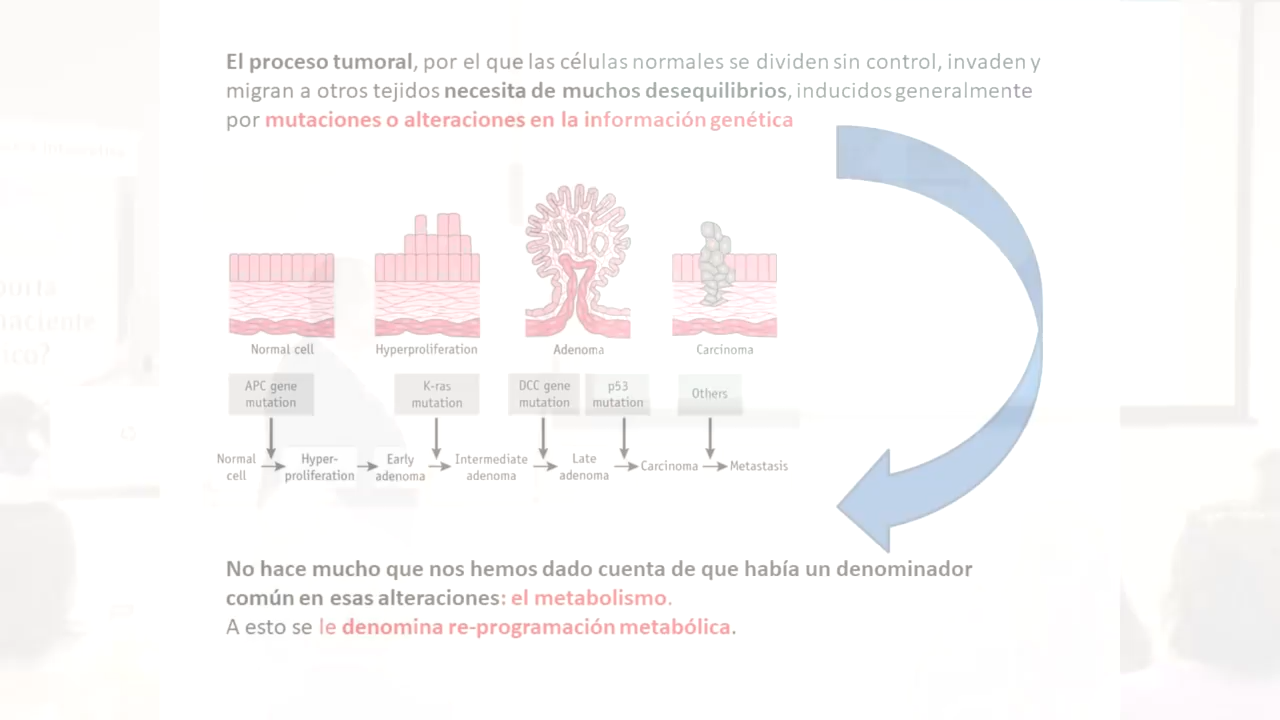 El proceso tumoral, por el que las células normales se dividen sin control, invaden y
migran a otros tejidos necesita de muchos desequilibrios, inducidos generalmente
por mutaciones o alteraciones en la información genética
Normal cell
Hyperproliferation
Adenoma
Carcinoma
APC gene
mutation
K-ras
mutation
DCC gene
mutation
p53
mutation
Others
Normal
cell
Hyper-
proliferation
Early
adenoma
Intermediate
adenoma
Late
adenoma
Carcinoma
Metastasis
No hace mucho que nos hemos dado cuenta de que había un denominador
común en esas alteraciones: el metabolismo.
A esto se le denomina re-programación metabólica.